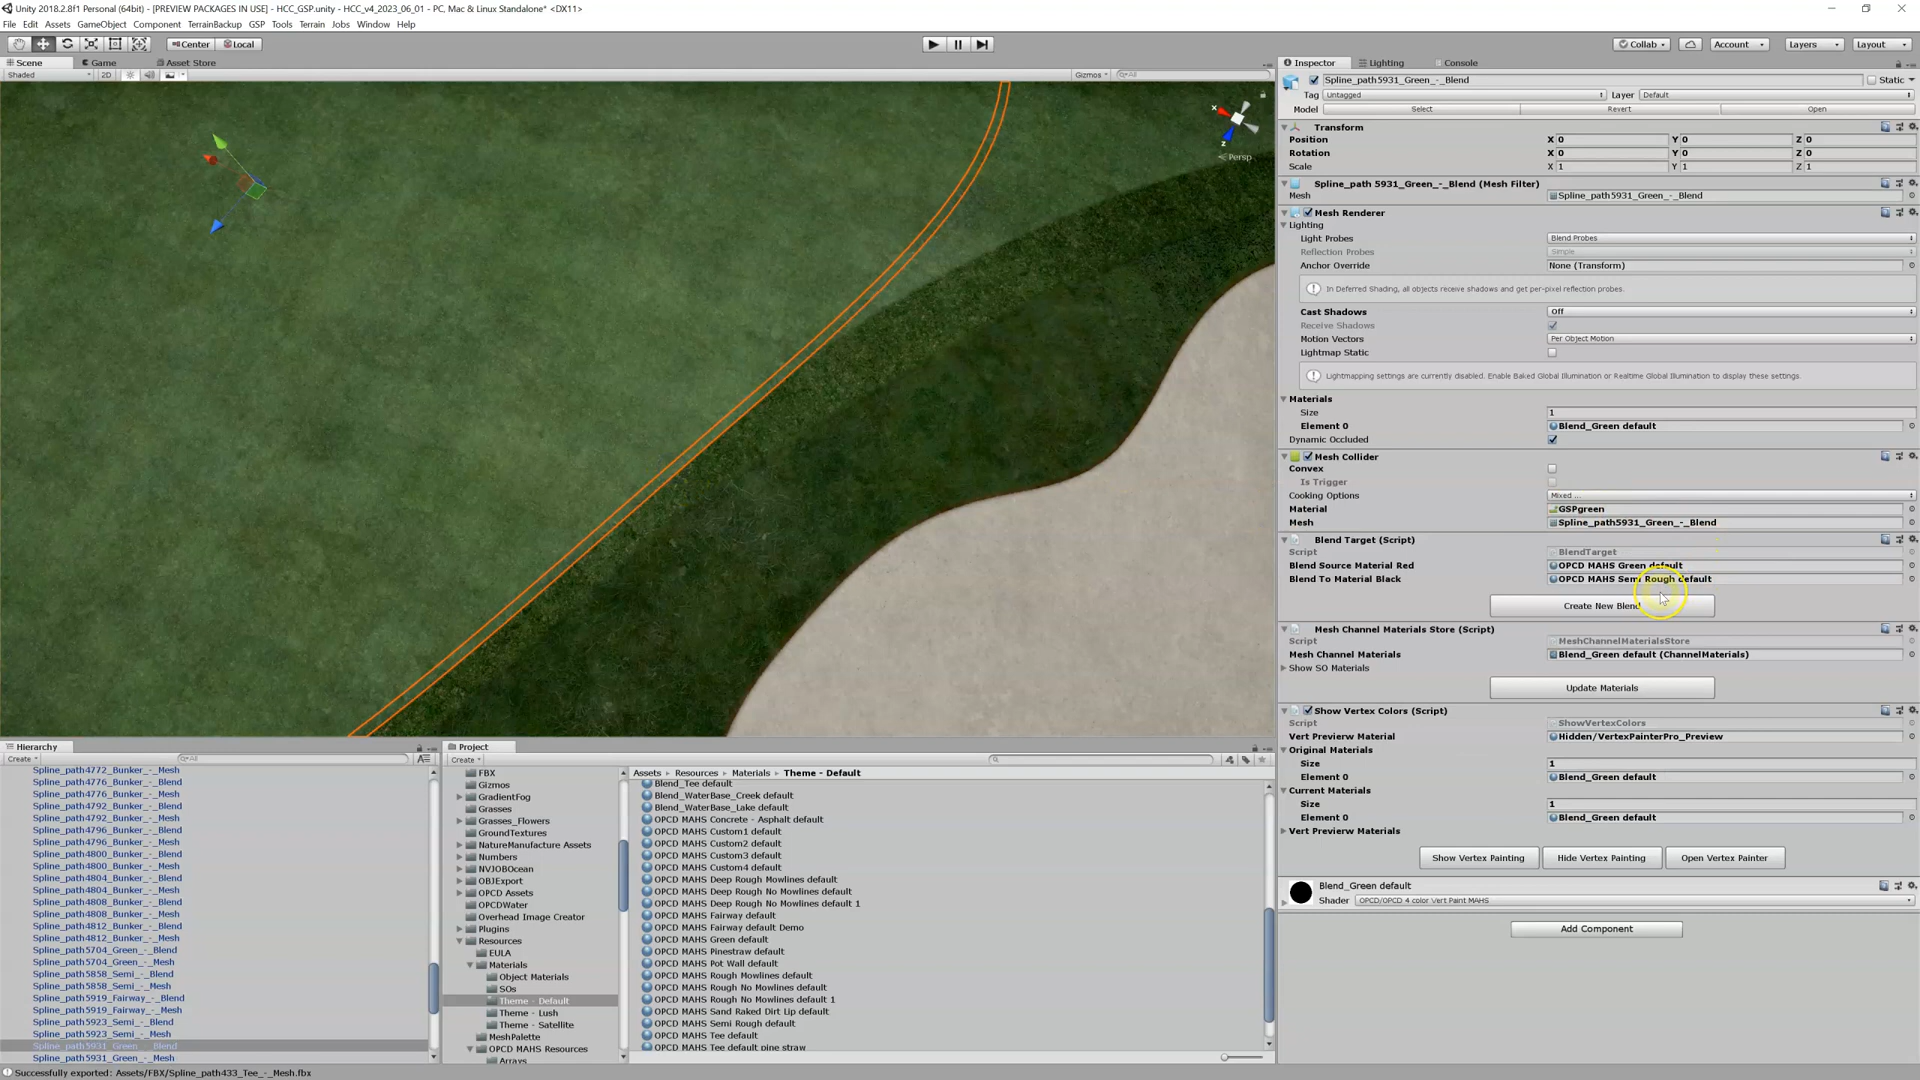 Unity 2018.2.8f1 Personal (64bit) - [PREVIEW PACKAGES IN USE] - HCC_GSP.unity - HCC_v4_2023_06_01 - PC, Mac & Linux Standalone* <DX11>
File Edit Assets GameObject Component TerrainBackup GSP Tools Terrain Jobs Window Help
Center Local Collab Account Layers Layout
Scene Game Asset Store
Shaded 2D Gizmos All
x
z
Persp
Inspector Lighting Console
Spline_path5931_Green_-_Blend Static
Tag Untagged Layer Default
Model Select Revert Open
Transform
Position X 0 Y 0 Z 0
Rotation X 0 Y 0 Z 0
Scale X 1 Y 1 Z 1
Spline_path 5931_Green_-_Blend (Mesh Filter)
Mesh Spline_path5931_Green_-_Blend
Mesh Renderer
Lighting
Light Probes Blend Probes
Reflection Probes Simple
Anchor Override None (Transform)
In Deferred Shading, all objects receive shadows and get per-pixel reflection probes.
Cast Shadows Off
Receive Shadows
Motion Vectors Per Object Motion
Lightmap Static
Lightmapping settings are currently disabled. Enable Baked Global Illumination or Realtime Global Illumination to display these settings.
Materials
Size 1
Element 0 Blend_Green default
Dynamic Occluded
Mesh Collider
Convex
Is Trigger
Cooking Options Mixed ...
Material GSPgreen
Mesh Spline_path5931_Green_-_Blend
Blend Target (Script)
Script BlendTarget
Blend Source Material Red OPCD MAHS Green default
Blend To Material Black OPCD MAHS Semi Rough default
Create New Blend
Mesh Channel Materials Store (Script)
Script MeshChannelMaterialsStore
Mesh Channel Materials Blend_Green default (ChannelMaterials)
Show SO Materials
Update Materials
Show Vertex Colors (Script)
Script ShowVertexColors
Vert Previerw Material Hidden/VertexPainterPro_Preview
Original Materials
Size 1
Element 0 Blend_Green default
Current Materials
Size 1
Element 0 Blend_Green default
Vert Previerw Materials
Show Vertex Painting Hide Vertex Painting Open Vertex Painter
Blend_Green default
Shader OPCD/OPCD 4 color Vert Paint MAHS
Add Component
Hierarchy
Create All
Spline_path4772_Bunker_-_Mesh
Spline_path4776_Bunker_-_Blend
Spline_path4776_Bunker_-_Mesh
Spline_path4792_Bunker_-_Blend
Spline_path4792_Bunker_-_Mesh
Spline_path4796_Bunker_-_Blend
Spline_path4796_Bunker_-_Mesh
Spline_path4800_Bunker_-_Blend
Spline_path4800_Bunker_-_Mesh
Spline_path4804_Bunker_-_Blend
Spline_path4804_Bunker_-_Mesh
Spline_path4808_Bunker_-_Blend
Spline_path4808_Bunker_-_Mesh
Spline_path4812_Bunker_-_Blend
Spline_path4812_Bunker_-_Mesh
Spline_path5704_Green_-_Blend
Spline_path5704_Green_-_Mesh
Spline_path5858_Semi_-_Blend
Spline_path5858_Semi_-_Mesh
Spline_path5919_Fairway_-_Blend
Spline_path5919_Fairway_-_Mesh
Spline_path5923_Semi_-_Blend
Spline_path5923_Semi_-_Mesh
Spline_path5931_Green_-_Blend
Spline_path5931_Green_-_Mesh
Project
Create
FBX
Gizmos
GradientFog
Grasses
Grasses_Flowers
GroundTextures
NatureManufacture Assets
Numbers
NVJOBOcean
OBJExport
OPCD Assets
OPCDWater
Overhead Image Creator
Plugins
Resources
EULA
Materials
Object Materials
SOs
Theme - Default
Theme - Lush
Theme - Satellite
MeshPalette
OPCD MAHS Resources
Arrays
Assets Resources Materials Theme - Default
Blend_Tee default
Blend_WaterBase_Creek default
Blend_WaterBase_Lake default
OPCD MAHS Concrete - Asphalt default
OPCD MAHS Custom1 default
OPCD MAHS Custom2 default
OPCD MAHS Custom3 default
OPCD MAHS Custom4 default
OPCD MAHS Deep Rough Mowlines default
OPCD MAHS Deep Rough No Mowlines default
OPCD MAHS Deep Rough No Mowlines default 1
OPCD MAHS Fairway default
OPCD MAHS Fairway default Demo
OPCD MAHS Green default
OPCD MAHS Pinestraw default
OPCD MAHS Pot Wall default
OPCD MAHS Rough Mowlines default
OPCD MAHS Rough No Mowlines default
OPCD MAHS Rough No Mowlines default 1
OPCD MAHS Sand Raked Dirt Lip default
OPCD MAHS Semi Rough default
OPCD MAHS Tee default
OPCD MAHS Tee default pine straw
Successfully exported: Assets/FBX/Spline_path433_Tee_-_Mesh.fbx